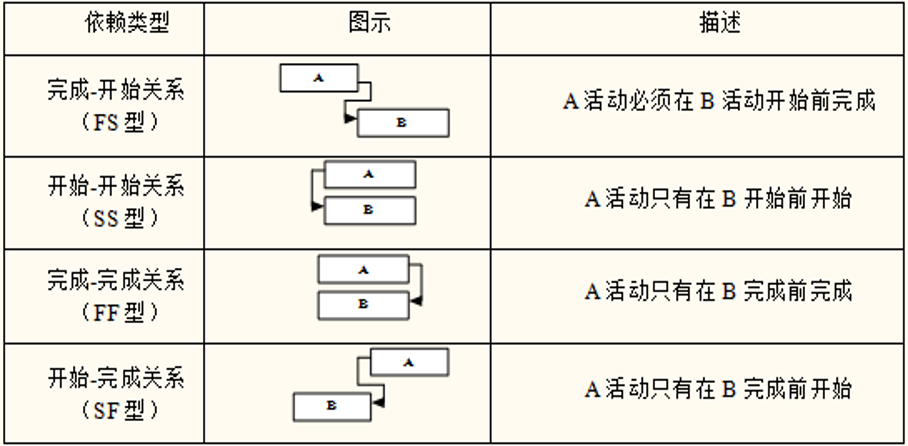 依赖类型
图示
描述
完成-开始关系
（FS 型）
A
B
A 活动必须在 B 活动开始前完成
开始-开始关系
（SS 型）
A
B
A 活动只有在 B 开始前开始
完成-完成关系
（FF 型）
A
B
A 活动只有在 B 完成前完成
开始-完成关系
（SF 型）
A
B
A 活动只有在 B 完成前开始